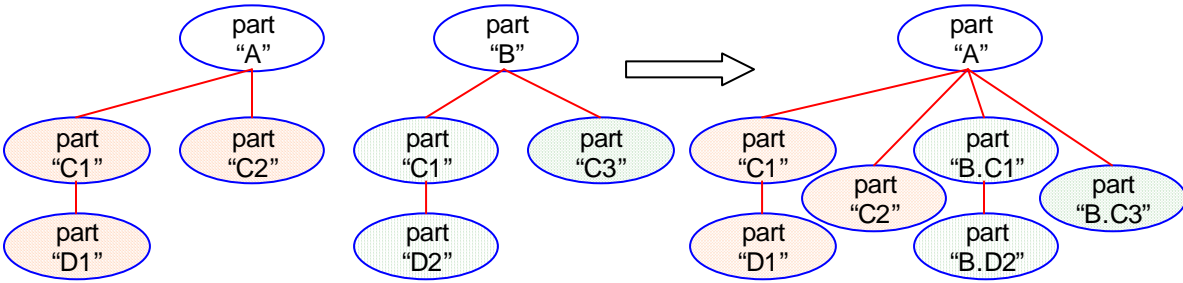 part
“A”
part
“B”
part
“A”
part
“C1”
part
“C2”
part
“C1”
part
“C3”
part
“C1”
part
“C2”
part
“B.C1”
part
“B.C3”
part
“D1”
part
“D2”
part
“D1”
part
“B.D2”